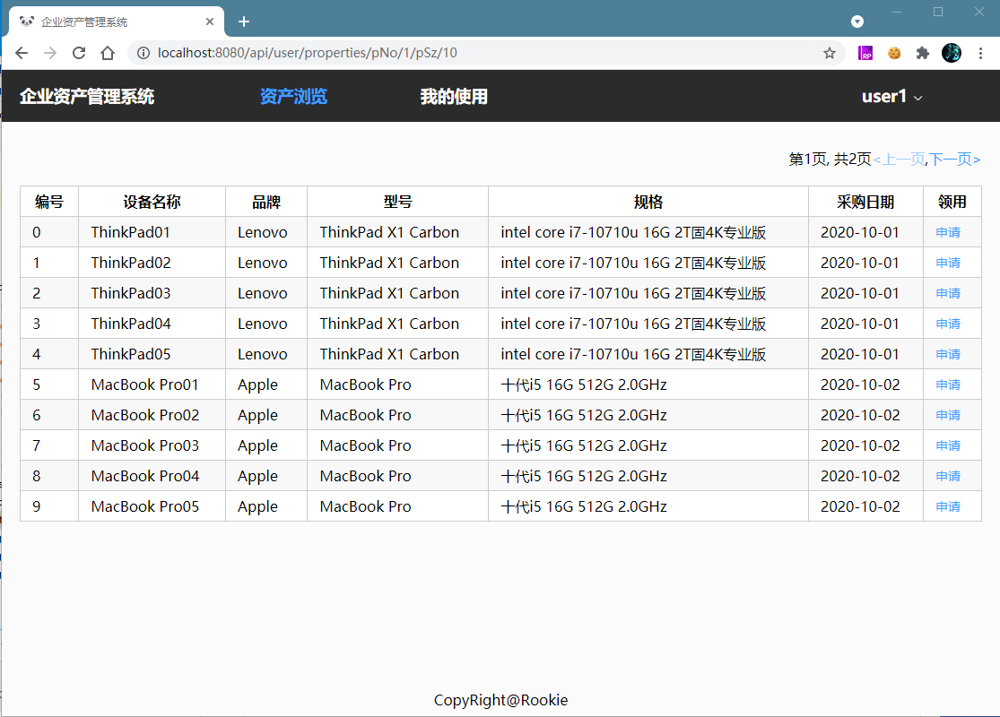 企业资产管理系统
localhost:8080/api/user/properties/pNo/1/pSz/10
企业资产管理系统 资产浏览 我的使用 user1
第1页, 共2页<上一页,下一页>
编号 设备名称 品牌 型号 规格 采购日期 领用
0 ThinkPad01 Lenovo ThinkPad X1 Carbon intel core i7-10710u 16G 2T固4K专业版 2020-10-01 申请
1 ThinkPad02 Lenovo ThinkPad X1 Carbon intel core i7-10710u 16G 2T固4K专业版 2020-10-01 申请
2 ThinkPad03 Lenovo ThinkPad X1 Carbon intel core i7-10710u 16G 2T固4K专业版 2020-10-01 申请
3 ThinkPad04 Lenovo ThinkPad X1 Carbon intel core i7-10710u 16G 2T固4K专业版 2020-10-01 申请
4 ThinkPad05 Lenovo ThinkPad X1 Carbon intel core i7-10710u 16G 2T固4K专业版 2020-10-01 申请
5 MacBook Pro01 Apple MacBook Pro 十代i5 16G 512G 2.0GHz 2020-10-02 申请
6 MacBook Pro02 Apple MacBook Pro 十代i5 16G 512G 2.0GHz 2020-10-02 申请
7 MacBook Pro03 Apple MacBook Pro 十代i5 16G 512G 2.0GHz 2020-10-02 申请
8 MacBook Pro04 Apple MacBook Pro 十代i5 16G 512G 2.0GHz 2020-10-02 申请
9 MacBook Pro05 Apple MacBook Pro 十代i5 16G 512G 2.0GHz 2020-10-02 申请
CopyRight@Rookie